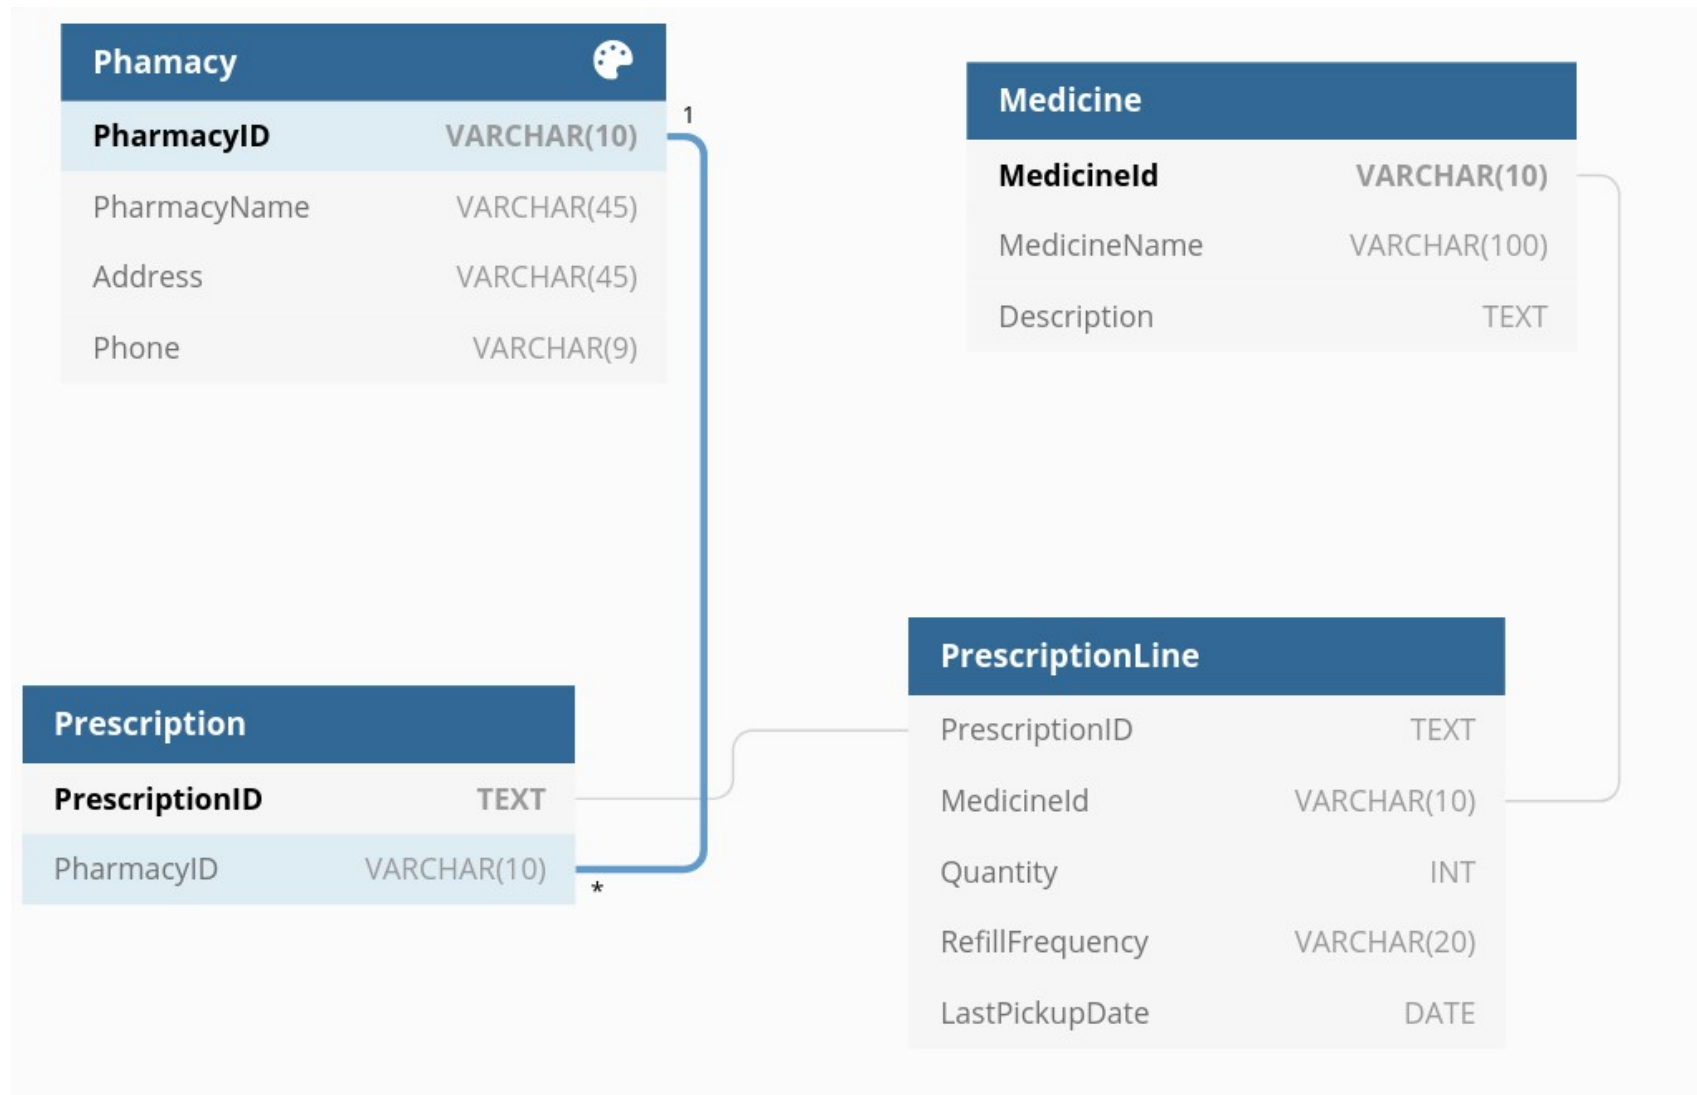 Phamacy
PharmacyID VARCHAR(10)
PharmacyName VARCHAR(45)
Address VARCHAR(45)
Phone VARCHAR(9)
1
Medicine
MedicineId VARCHAR(10)
MedicineName VARCHAR(100)
Description TEXT
Prescription
PrescriptionID TEXT
PharmacyID VARCHAR(10)
*
PrescriptionLine
PrescriptionID TEXT
MedicineId VARCHAR(10)
Quantity INT
RefillFrequency VARCHAR(20)
LastPickupDate DATE